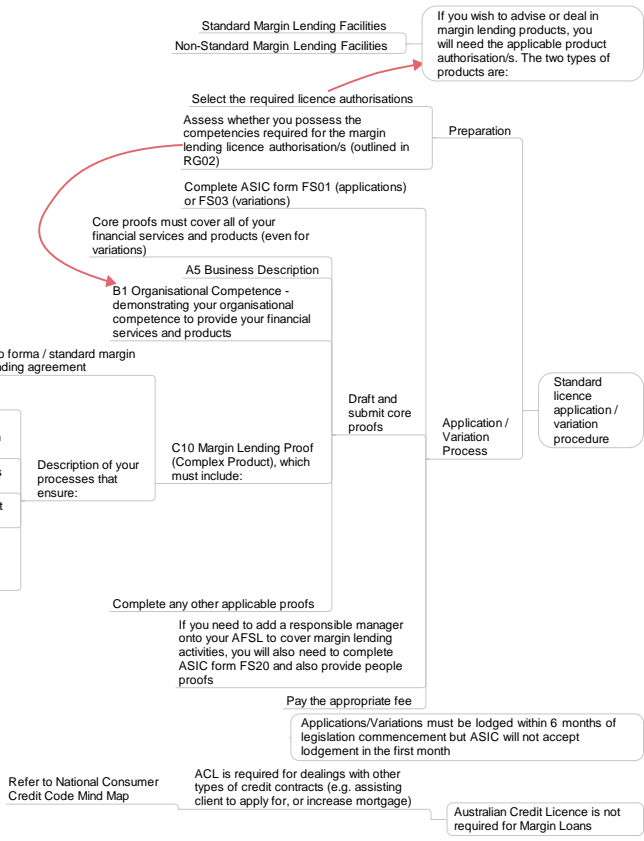 Standard Margin Lending Facilities
Non-Standard Margin Lending Facilities
If you wish to advise or deal in
margin lending products, you
will need the applicable product
authorisation/s. The two types of
products are:
Select the required licence authorisations
Assess whether you possess the
competencies required for the margin
lending licence authorisation/s (outlined in
RG02)
Preparation
Complete ASIC form FS01 (applications)
or FS03 (variations)
Core proofs must cover all of your
financial services and products (even for
variations)
A5 Business Description
B1 Organisational Competence -
demonstrating your organisational
competence to provide your financial
services and products
forma / standard margin
agreement
Description of your
processes that
ensure:
C10 Margin Lending Proof
(Complex Product), which
must include:
Draft and
submit core
proofs
Application /
Variation
Process
Standard
licence
application /
variation
procedure
Complete any other applicable proofs
If you need to add a responsible manager
onto your AFSL to cover margin lending
activities, you will also need to complete
ASIC form FS20 and also provide people
proofs
Pay the appropriate fee
Applications/Variations must be lodged within 6 months of
legislation commencement but ASIC will not accept
lodgement in the first month
Refer to National Consumer
Credit Code Mind Map
ACL is required for dealings with other
types of credit contracts (e.g. assisting
client to apply for, or increase mortgage)
Australian Credit Licence is not
required for Margin Loans